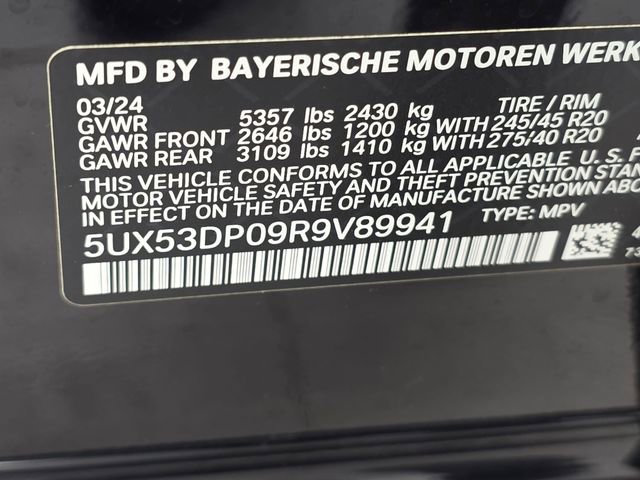 MFD BY BAYERISCHE MOTOREN WERK
03/24
GVWR 5357 lbs 2430 kg TIRE / RIM
GAWR FRONT 2646 lbs 1200 kg WITH 245/45 R20
GAWR REAR 3109 lbs 1410 kg WITH 275/40 R20
THIS VEHICLE CONFORMS TO ALL APPLICABLE U. S. F
MOTOR VEHICLE SAFETY AND THEFT PREVENTION STAN
EFFECT ON THE DATE OF MANUFACTURE SHOWN ABO
5UX53DP09R9V89941 TYPE: MPV